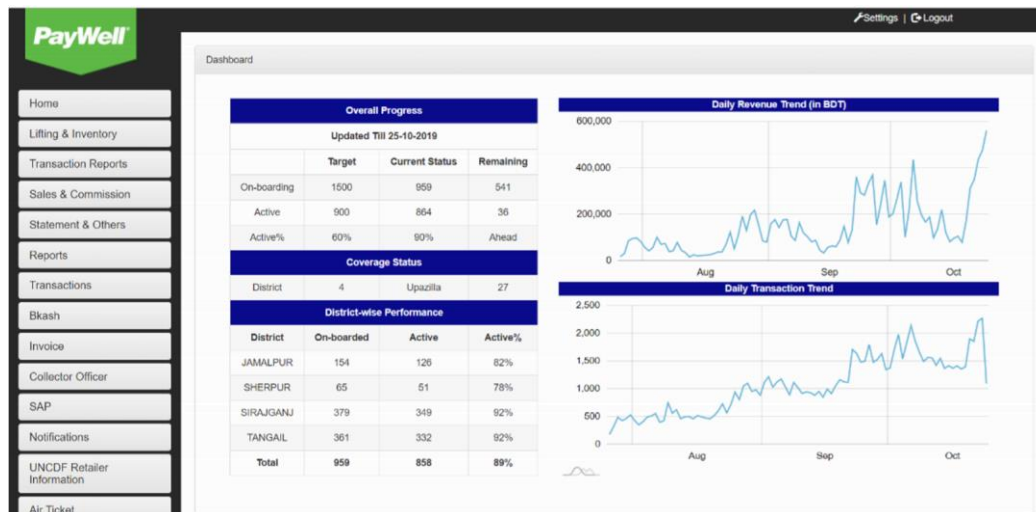 PayWell
Settings | Logout
Dashboard
Home
Lifting & Inventory
Transaction Reports
Sales & Commission
Statement & Others
Reports
Transactions
Bkash
Invoice
Collector Officer
SAP
Notifications
UNCDF Retailer
Information
Air Ticket
Overall Progress
Updated Till 25-10-2019
Target Current Status Remaining
On-boarding 1500 959 541
Active 900 864 36
Active% 60% 90% Ahead
Coverage Status
District 4 Upazilla 27
District-wise Performance
District On-boarded Active Active%
JAMALPUR 154 126 82%
SHERPUR 65 51 78%
SIRAJGANJ 379 349 92%
TANGAIL 361 332 92%
Total 959 858 89%
Daily Revenue Trend (in BDT)
600,000
400,000
200,000
0
Aug Sep Oct
Daily Transaction Trend
2,500
2,000
1,500
1,000
500
0
Aug Sep Oct